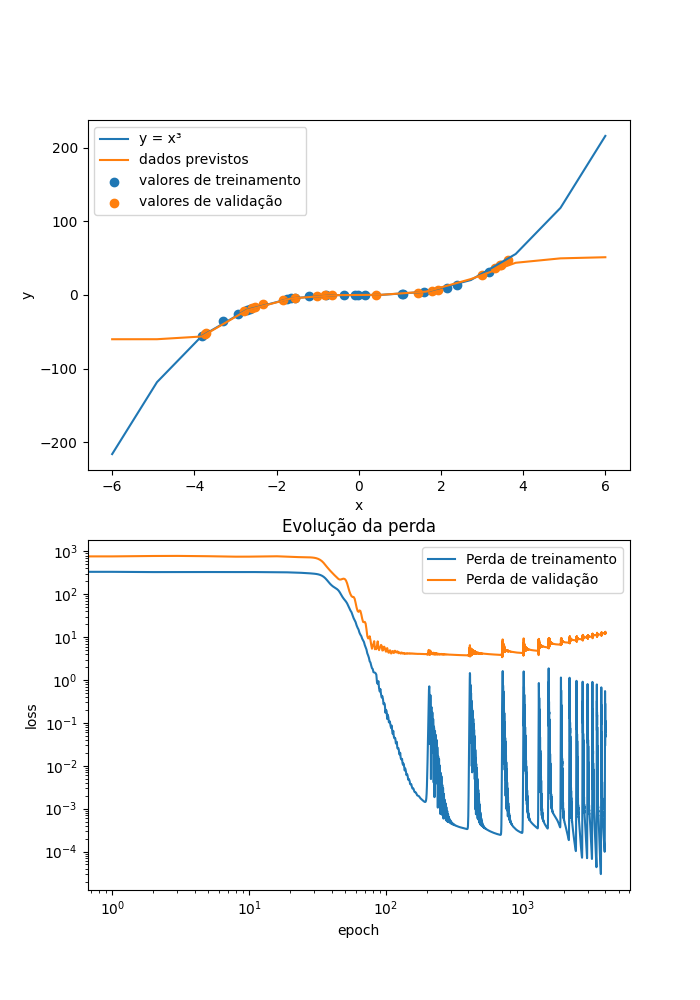 y = x³
dados previstos
valores de treinamento
valores de validação
200
100
0
−100
−200
y
−6 −4 −2 0 2 4 6
x
Evolução da perda
Perda de treinamento
Perda de validação
10³
10²
10¹
10⁰
10⁻¹
10⁻²
10⁻³
10⁻⁴
loss
10⁰ 10¹ 10² 10³
epoch